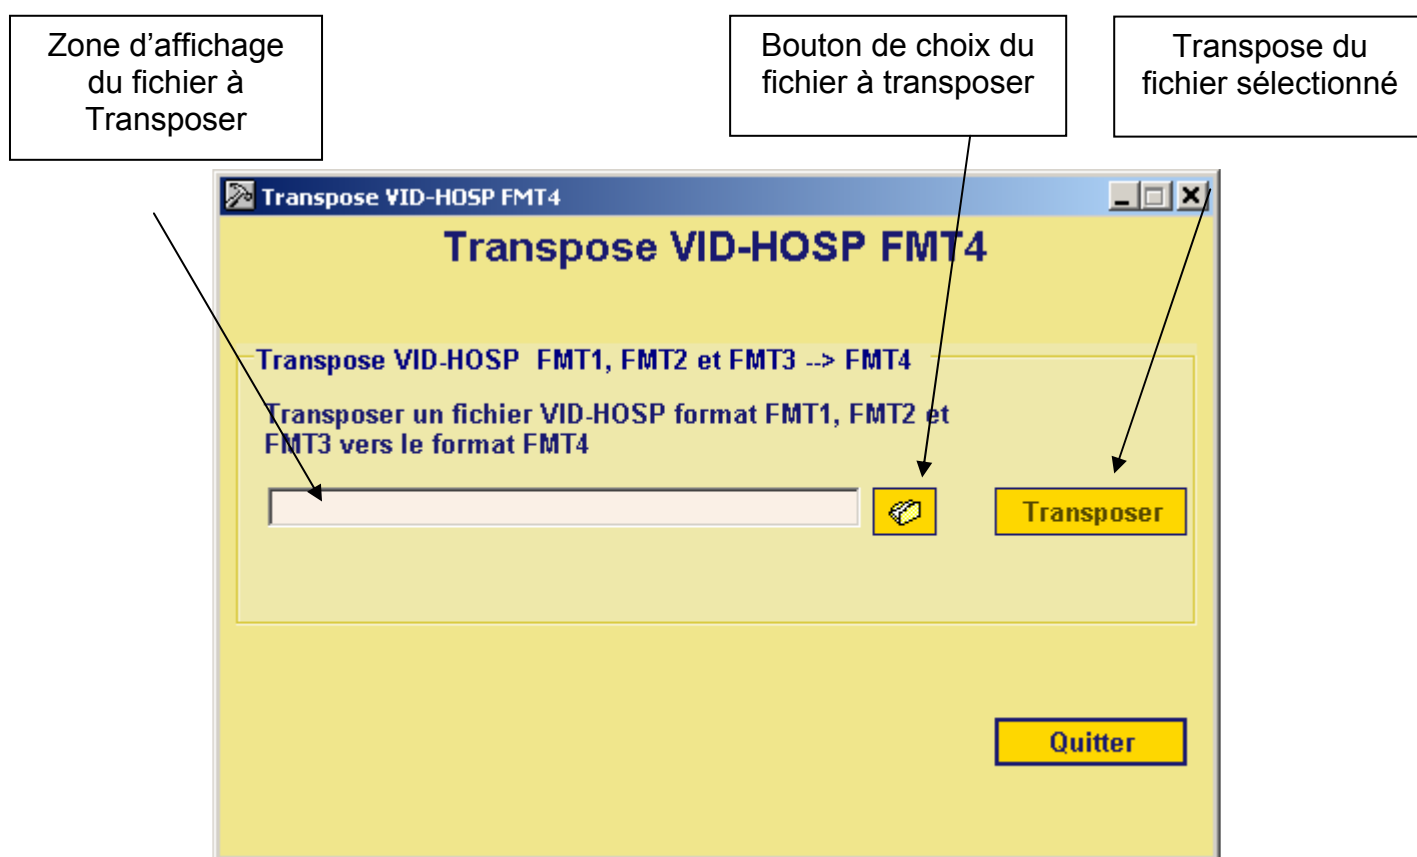 Zone d’affichage
du fichier à
Transposer
Bouton de choix du
fichier à transposer
Transpose du
fichier sélectionné
Transpose VID-HOSP FMT4
Transpose VID-HOSP FMT4
Transpose VID-HOSP FMT1, FMT2 et FMT3 --> FMT4
Transposer un fichier VID-HOSP format FMT1, FMT2 et
FMT3 vers le format FMT4
Transposer
Quitter